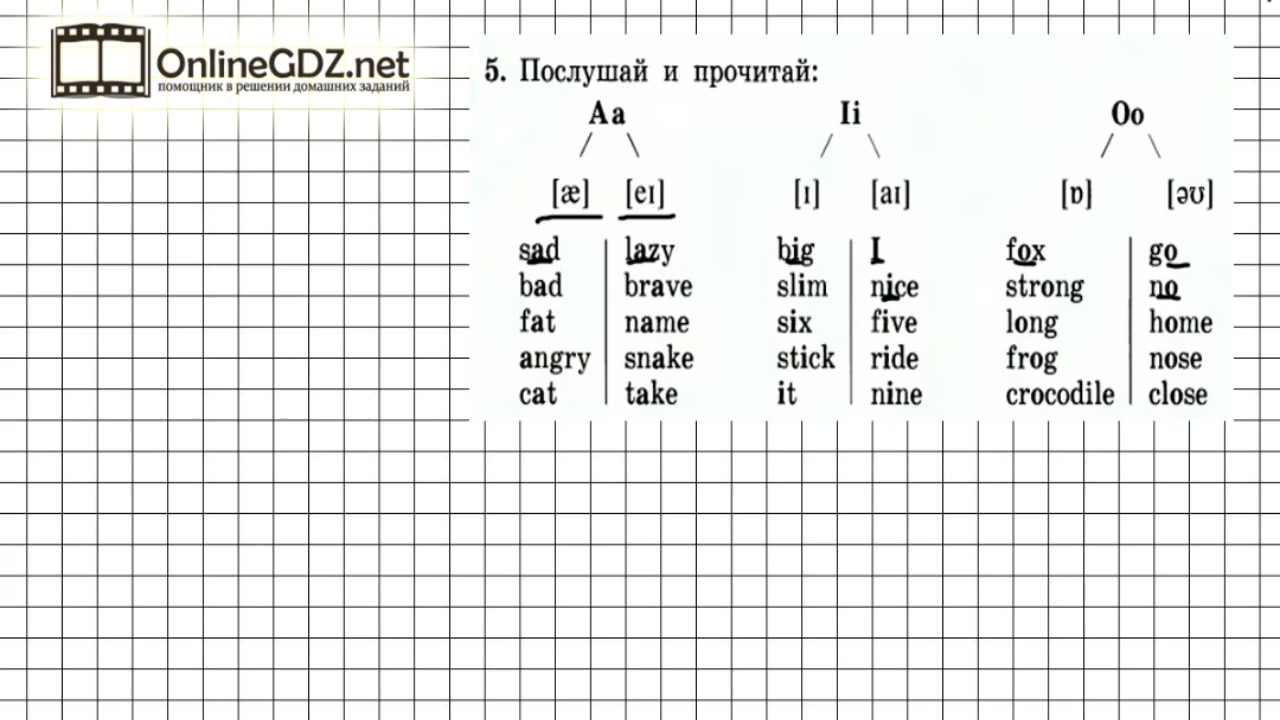 OnlineGDZ.net
помощник в решении домашних заданий
5. Послушай и прочитай:
Aa Ii Oo
[æ] [eɪ] [ɪ] [aɪ] [ɒ] [əʊ]
sad lazy big I fox go
bad brave slim nice strong no
fat name six five long home
angry snake stick ride frog nose
cat take it nine crocodile close